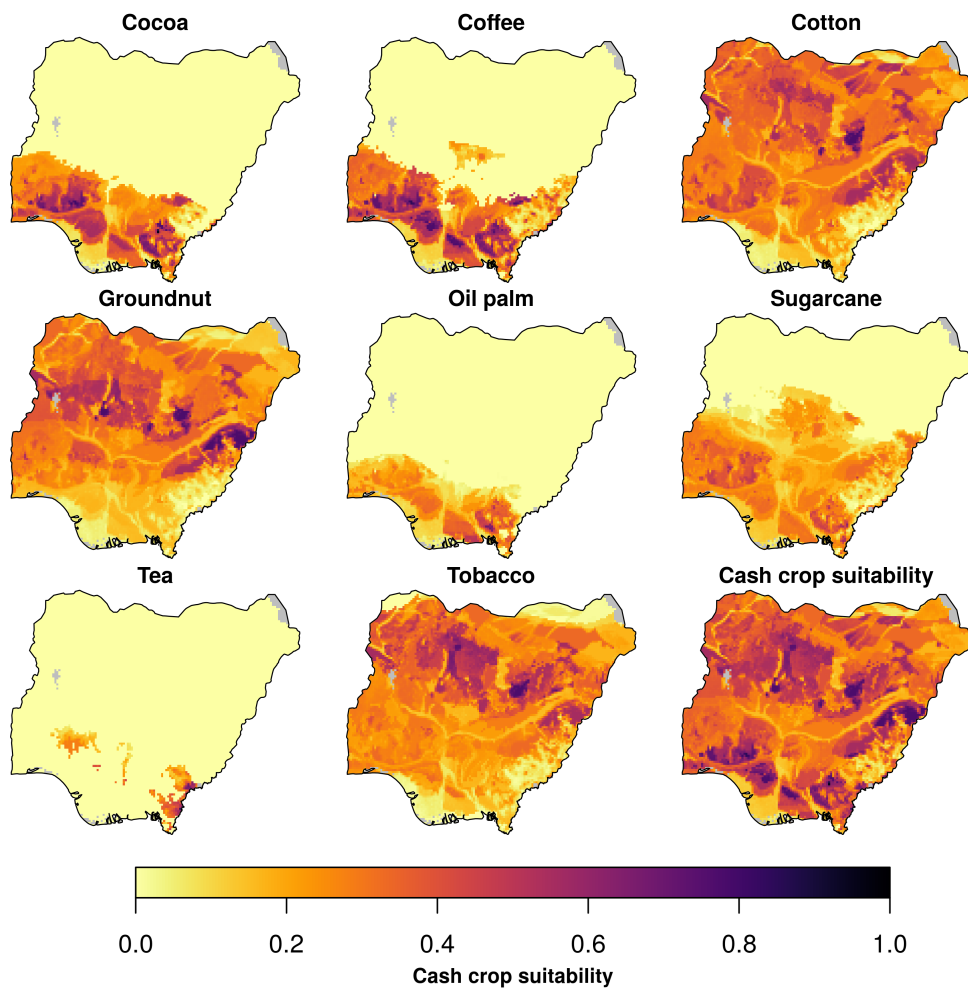 Cocoa
Coffee
Cotton
Groundnut
Oil palm
Sugarcane
Tea
Tobacco
Cash crop suitability
0.0
0.2
0.4
0.6
0.8
1.0
Cash crop suitability